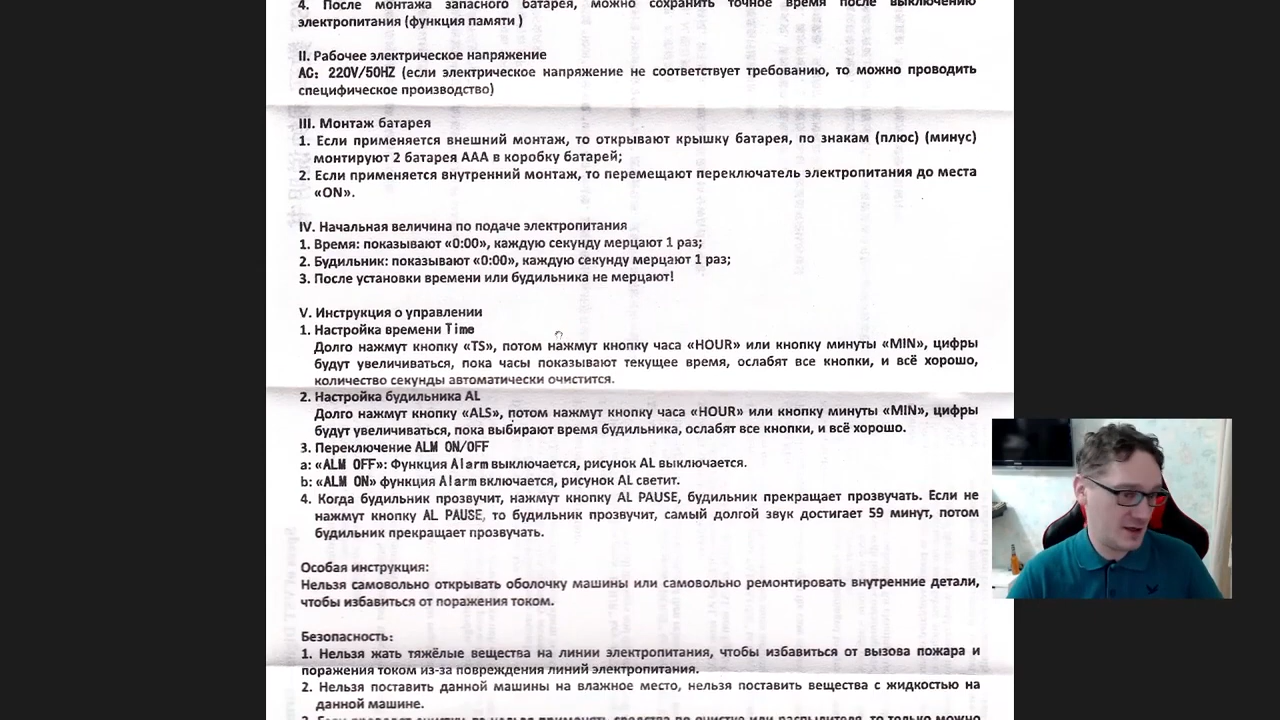 4. После монтажа запасного батарея, можно сохранить точное время после выключению
электропитания (функция памяти )
II. Рабочее электрическое напряжение
AC: 220V/50HZ (если электрическое напряжение не соответствует требованию, то можно проводить
специфическое производство)
III. Монтаж батарея
1. Если применяется внешний монтаж, то открывают крышку батарея, по знакам (плюс) (минус)
монтируют 2 батарея AAA в коробку батарей;
2. Если применяется внутренний монтаж, то перемещают переключатель электропитания до места
«ON».
IV. Начальная величина по подаче электропитания
1. Время: показывают «0:00», каждую секунду мерцают 1 раз;
2. Будильник: показывают «0:00», каждую секунду мерцают 1 раз;
3. После установки времени или будильника не мерцают!
V. Инструкция о управлении
1. Настройка времени Time
Долго нажмут кнопку «TS», потом нажмут кнопку часа «HOUR» или кнопку минуты «MIN», цифры
будут увеличиваться, пока часы показывают текущее время, ослабят все кнопки, и всё хорошо,
количество секунды автоматически очистится.
2. Настройка будильника AL
Долго нажмут кнопку «ALS», потом нажмут кнопку часа «HOUR» или кнопку минуты «MIN», цифры
будут увеличиваться, пока выбирают время будильника, ослабят все кнопки, и всё хорошо.
3. Переключение ALM ON/OFF
a: «ALM OFF»: Функция Alarm выключается, рисунок AL выключается.
b: «ALM ON» функция Alarm включается, рисунок AL светит.
4. Когда будильник прозвучит, нажмут кнопку AL PAUSE, будильник прекращает прозвучать. Если не
нажмут кнопку AL PAUSE, то будильник прозвучит, самый долгой звук достигает 59 минут, потом
будильник прекращает прозвучать.
Особая инструкция:
Нельзя самовольно открывать оболочку машины или самовольно ремонтировать внутренние детали,
чтобы избавиться от поражения током.
Безопасность:
1. Нельзя жать тяжёлые вещества на линии электропитания, чтобы избавиться от вызова пожара и
поражения током из-за повреждения линий электропитания.
2. Нельзя поставить данной машины на влажное место, нельзя поставить вещества с жидкостью на
данной машине.